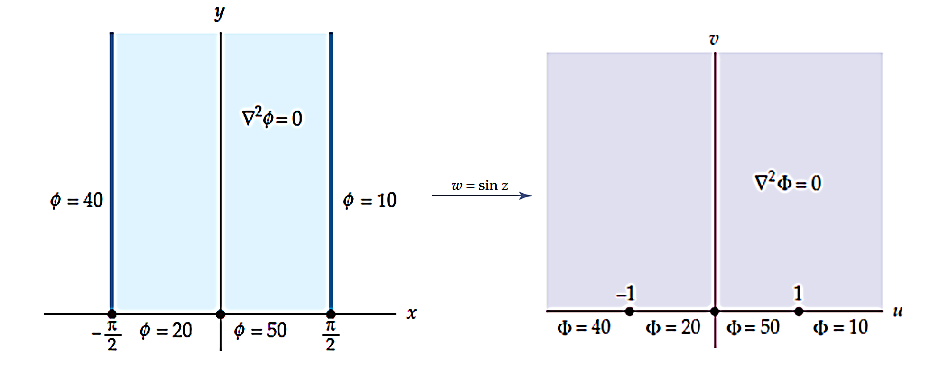 y
∇²ϕ = 0
ϕ = 40
ϕ = 10
x
−π/2
ϕ = 20
ϕ = 50
π/2
w = sin z
v
∇²Φ = 0
−1
1
u
Φ = 40
Φ = 20
Φ = 50
Φ = 10